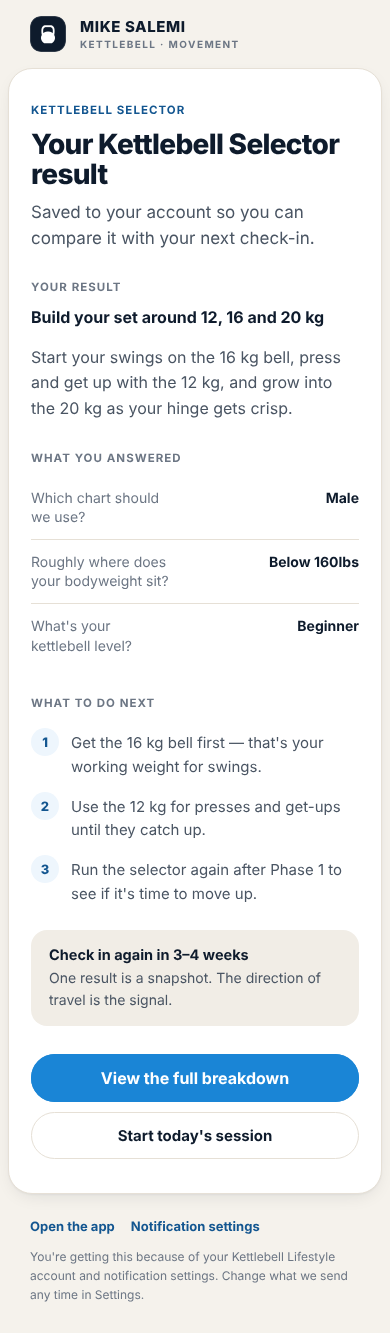 MIKE SALEMI
KETTLEBELL · MOVEMENT
KETTLEBELL SELECTOR
Your Kettlebell Selector
result
Saved to your account so you can
compare it with your next check-in.
YOUR RESULT
Build your set around 12, 16 and 20 kg
Start your swings on the 16 kg bell, press
and get up with the 12 kg, and grow into
the 20 kg as your hinge gets crisp.
WHAT YOU ANSWERED
Which chart should
we use?
Male
Roughly where does
your bodyweight sit?
Below 160lbs
What's your
kettlebell level?
Beginner
WHAT TO DO NEXT
1 Get the 16 kg bell first — that's your
working weight for swings.
2 Use the 12 kg for presses and get-ups
until they catch up.
3 Run the selector again after Phase 1 to
see if it's time to move up.
Check in again in 3–4 weeks
One result is a snapshot. The direction of
travel is the signal.
View the full breakdown
Start today's session
Open the app Notification settings
You're getting this because of your Kettlebell Lifestyle
account and notification settings. Change what we send
any time in Settings.